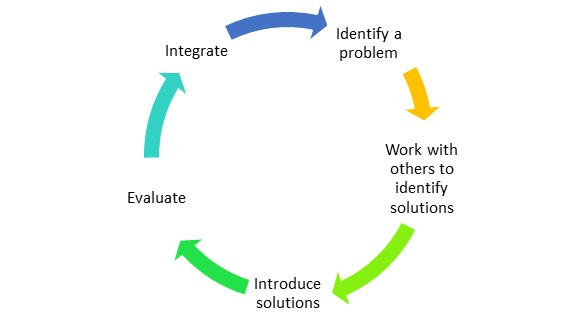 Identify a
problem
Work with
others to
identify
solutions
Introduce
solutions
Evaluate
Integrate